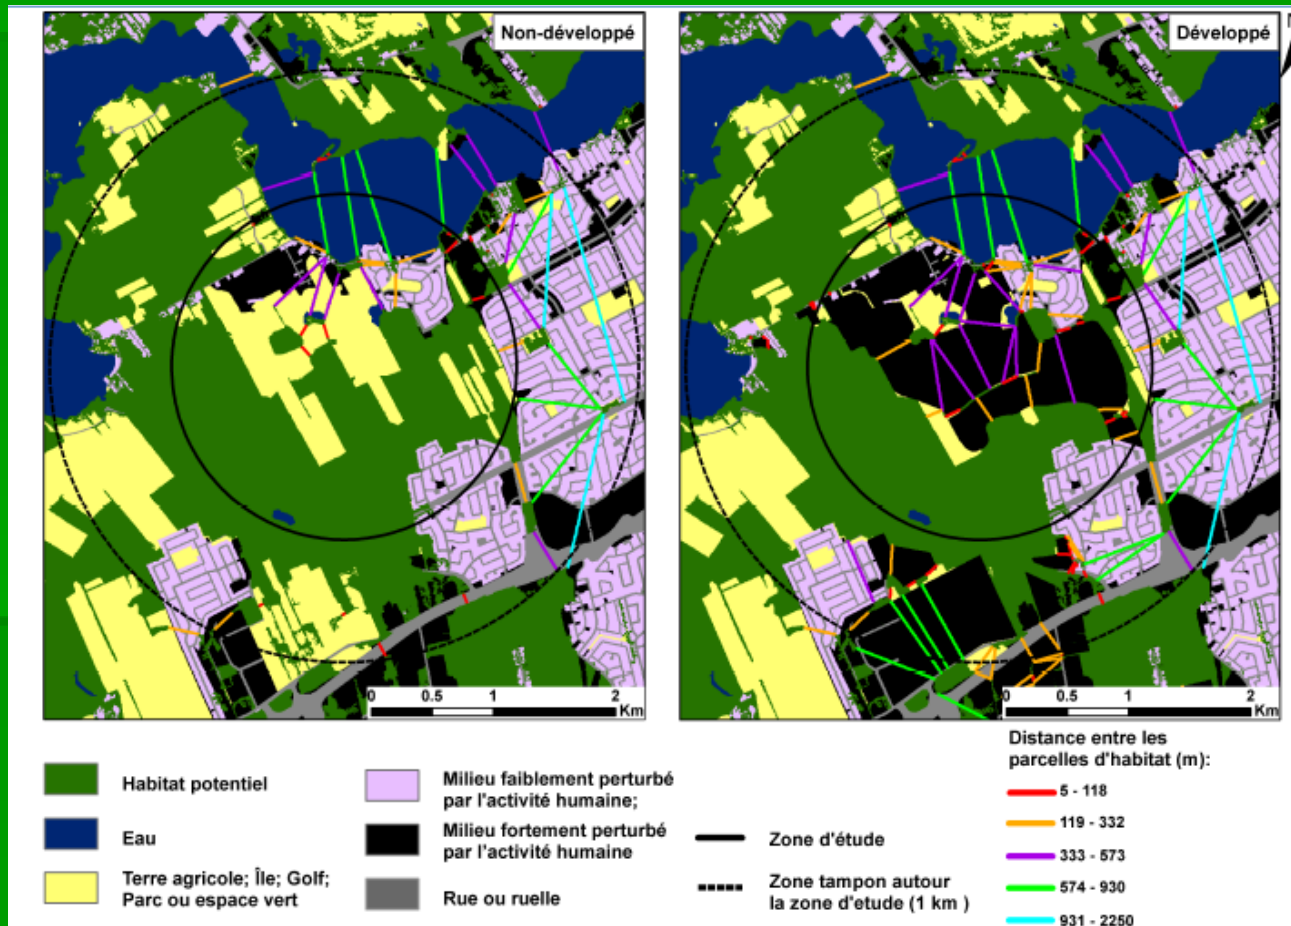 Non-développé
Développé
N
0 0.5 1 2
Km
0 0.5 1 2
Km
Habitat potentiel
Eau
Terre agricole; Île; Golf;
Parc ou espace vert
Milieu faiblement perturbé
par l'activité humaine;
Milieu fortement perturbé
par l'activité humaine
Rue ou ruelle
Zone d'étude
Zone tampon autour
la zone d'etude (1 km )
Distance entre les
parcelles d'habitat (m):
5 - 118
119 - 332
333 - 573
574 - 930
931 - 2250